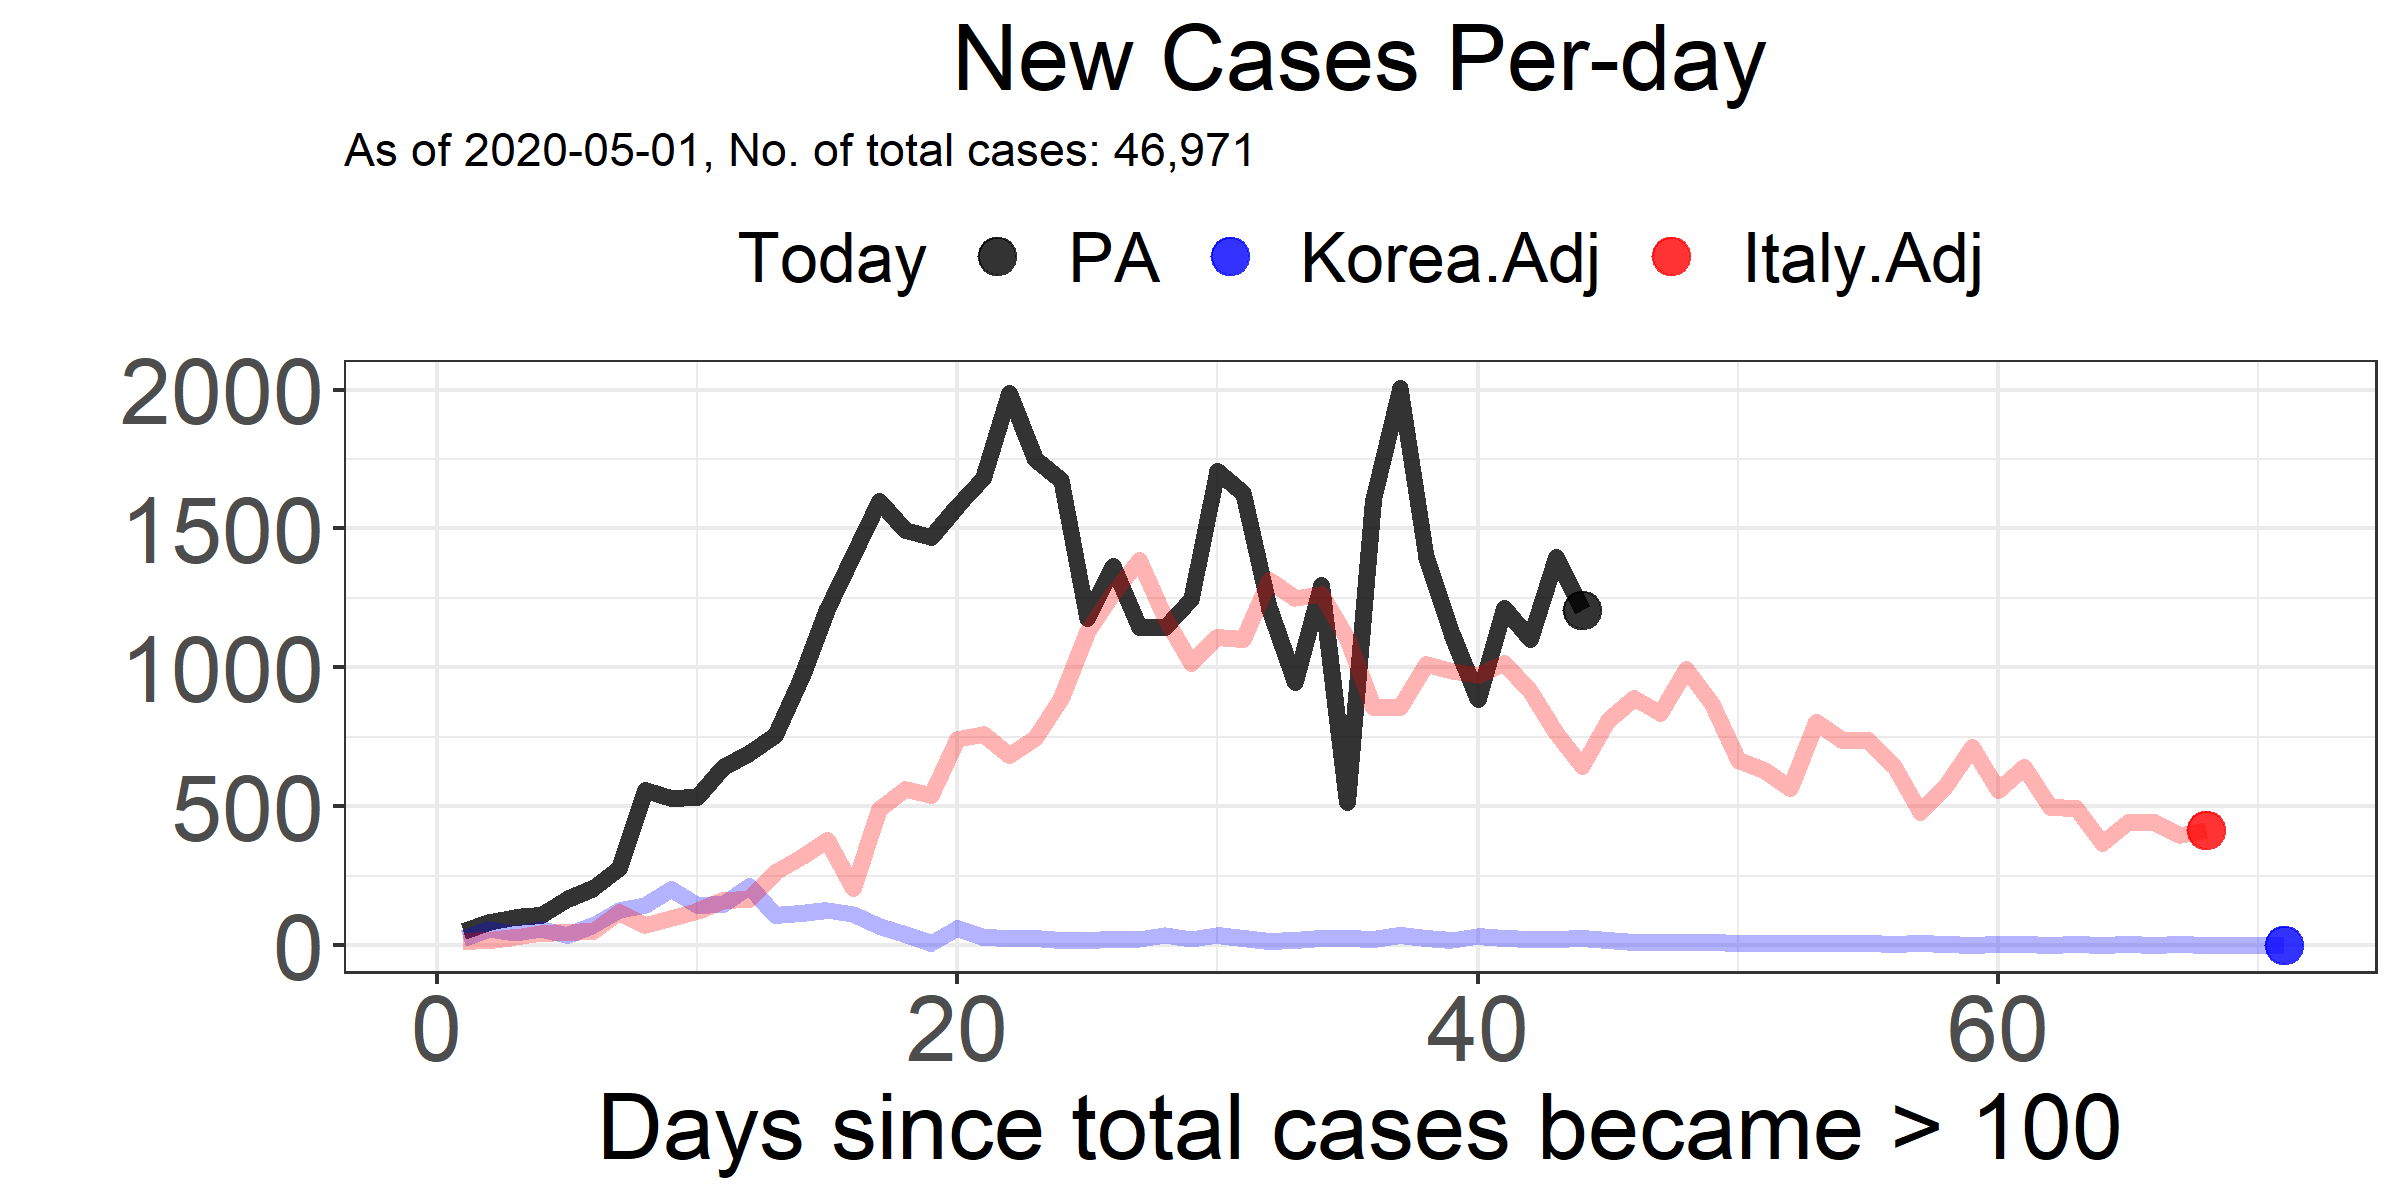 New Cases Per-day
As of 2020-05-01, No. of total cases: 46,971
Today PA Korea.Adj Italy.Adj
2000
1500
1000
500
0
0 20 40 60
Days since total cases became > 100